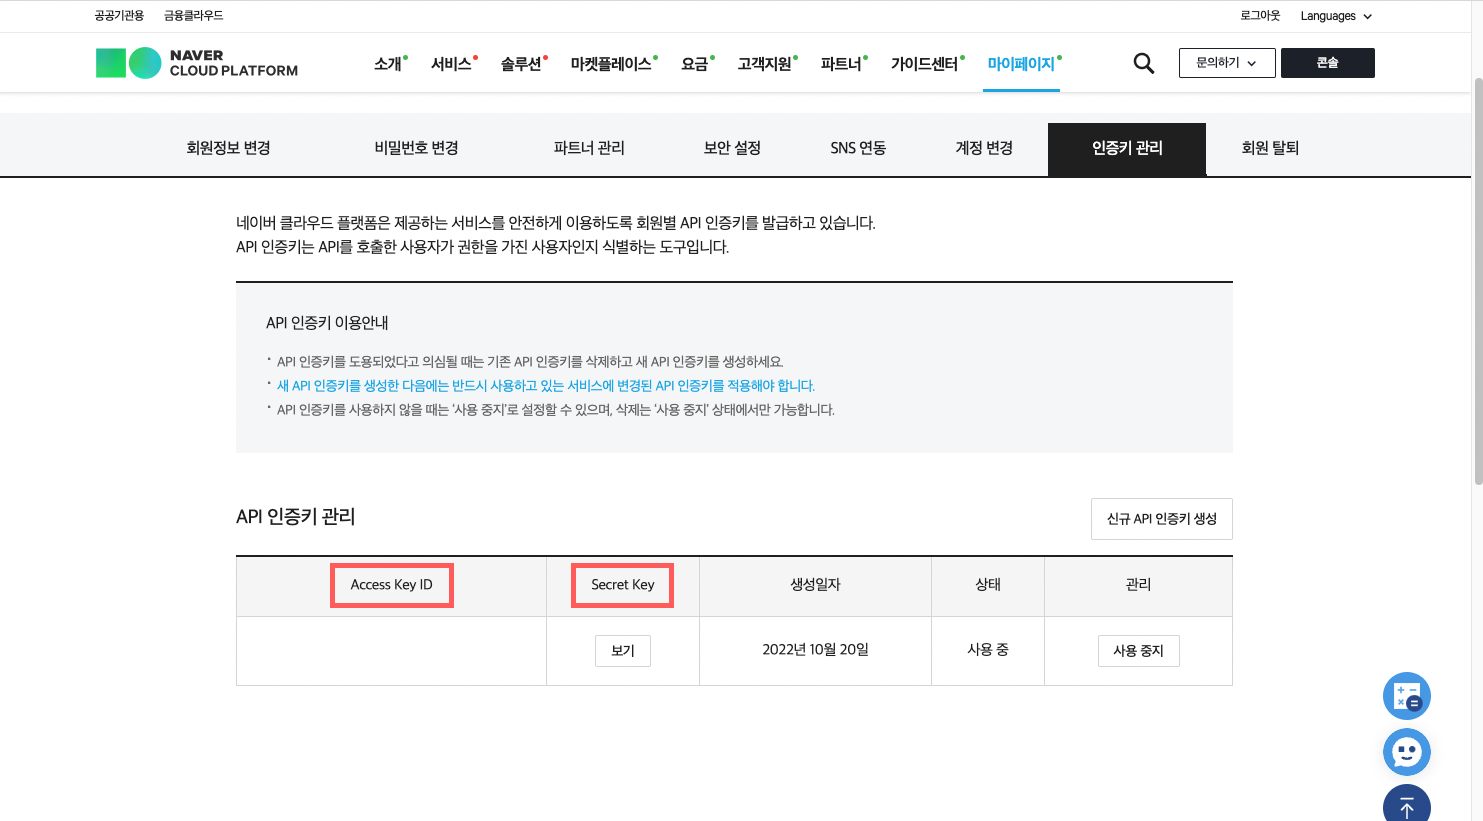 공공기관용 금융클라우드 로그아웃 Languages
NAVER
CLOUD PLATFORM
소개 서비스 솔루션 마켓플레이스 요금 고객지원 파트너 가이드센터 마이페이지 문의하기 콘솔
회원정보 변경 비밀번호 변경 파트너 관리 보안 설정 SNS 연동 계정 변경 인증키 관리 회원 탈퇴
네이버 클라우드 플랫폼은 제공하는 서비스를 안전하게 이용하도록 회원별 API 인증키를 발급하고 있습니다.
API 인증키는 API를 호출한 사용자가 권한을 가진 사용자인지 식별하는 도구입니다.
API 인증키 이용안내
· API 인증키를 도용되었다고 의심될 때는 기존 API 인증키를 삭제하고 새 API 인증키를 생성하세요.
· 새 API 인증키를 생성한 다음에는 반드시 사용하고 있는 서비스에 변경된 API 인증키를 적용해야 합니다.
· API 인증키를 사용하지 않을 때는 ‘사용 중지’로 설정할 수 있으며, 삭제는 ‘사용 중지’ 상태에서만 가능합니다.
API 인증키 관리 신규 API 인증키 생성
Access Key ID Secret Key 생성일자 상태 관리
보기 2022년 10월 20일 사용 중 사용 중지